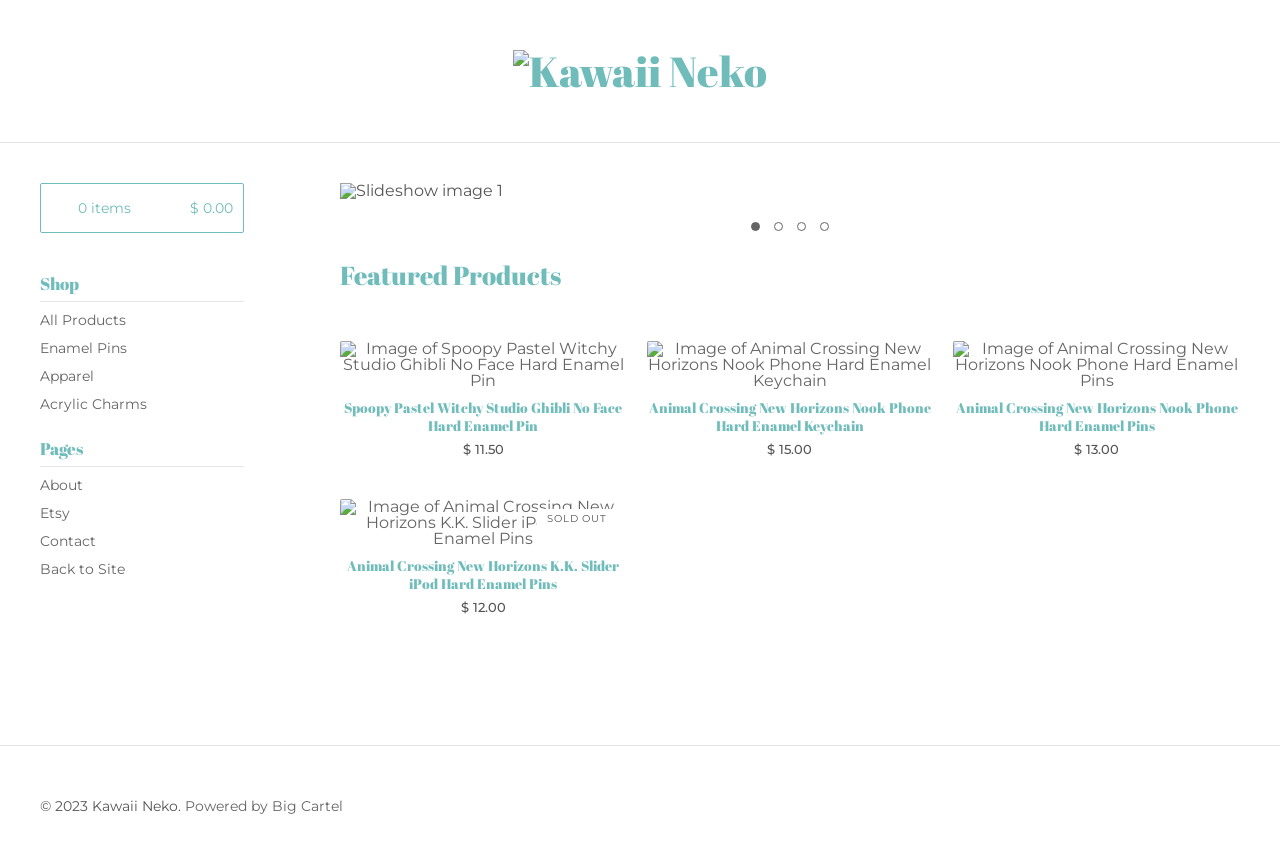 Kawaii Neko
0 items $ 0.00
Shop
All Products
Enamel Pins
Apparel
Acrylic Charms
Pages
About
Etsy
Contact
Back to Site
Slideshow image 1
Featured Products
Image of Spoopy Pastel Witchy
Studio Ghibli No Face Hard Enamel
Pin
Spoopy Pastel Witchy Studio Ghibli No Face
Hard Enamel Pin
$ 11.50
Image of Animal Crossing New
Horizons Nook Phone Hard Enamel
Keychain
Animal Crossing New Horizons Nook Phone
Hard Enamel Keychain
$ 15.00
Image of Animal Crossing New
Horizons Nook Phone Hard Enamel
Pins
Animal Crossing New Horizons Nook Phone
Hard Enamel Pins
$ 13.00
Image of Animal Crossing New
Horizons K.K. Slider
Enamel Pins
SOLD OUT
Animal Crossing New Horizons K.K. Slider
iPod Hard Enamel Pins
$ 12.00
© 2023 Kawaii Neko. Powered by Big Cartel